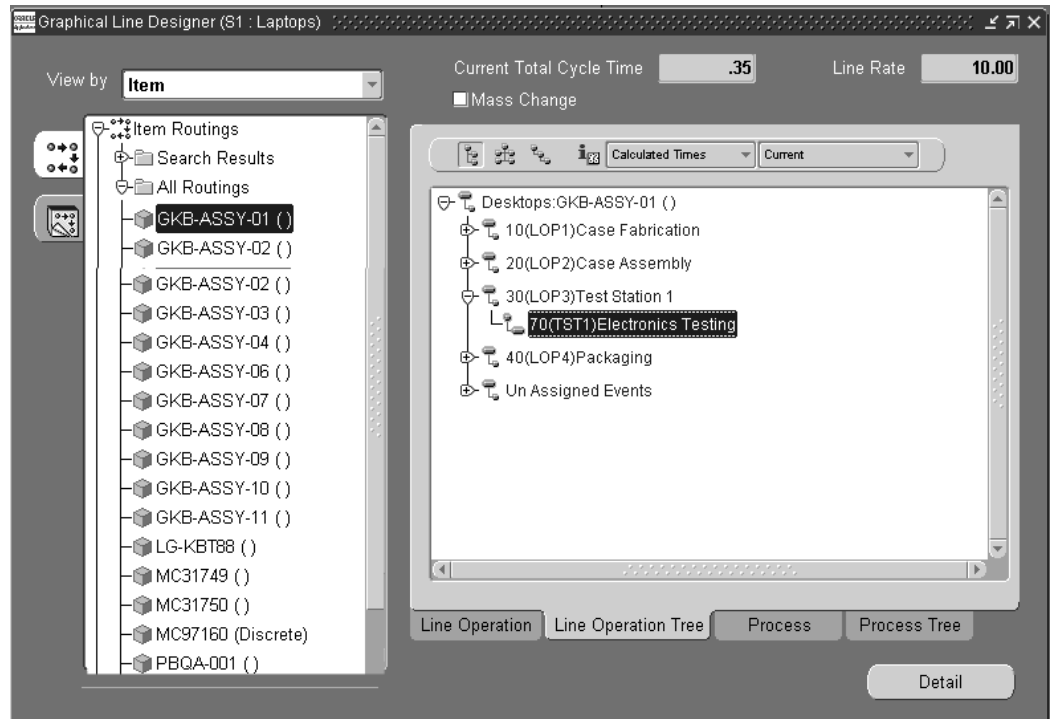 Graphical Line Designer (S1 : Laptops)
View by
Item
Current Total Cycle Time
.35
Line Rate
10.00
Mass Change
Item Routings
Search Results
All Routings
GKB-ASSY-01 ()
GKB-ASSY-02 ()
GKB-ASSY-02 ()
GKB-ASSY-03 ()
GKB-ASSY-04 ()
GKB-ASSY-06 ()
GKB-ASSY-07 ()
GKB-ASSY-08 ()
GKB-ASSY-09 ()
GKB-ASSY-10 ()
GKB-ASSY-11 ()
LG-KBT88 ()
MC31749 ()
MC31750 ()
MC97160 (Discrete)
PBQA-001 ()
Calculated Times
Current
Desktops:GKB-ASSY-01 ()
10(LOP1)Case Fabrication
20(LOP2)Case Assembly
30(LOP3)Test Station 1
70(TST1)Electronics Testing
40(LOP4)Packaging
Un Assigned Events
Line Operation
Line Operation Tree
Process
Process Tree
Detail